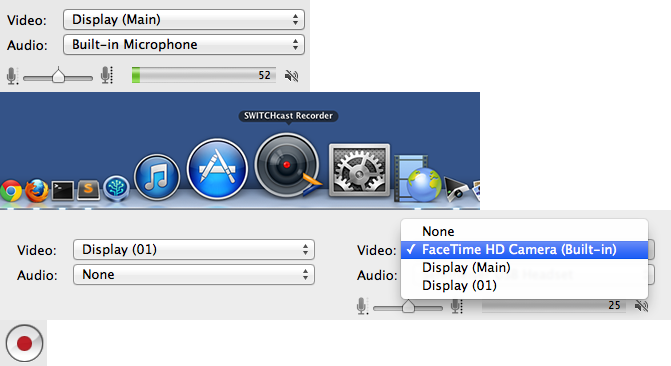 Video: Display (Main)
Audio: Built-in Microphone
52
SWITCHcast Recorder
Video: Display (01)
Audio: None
None
Video: ✓ FaceTime HD Camera (Built-in)
Display (Main)
Audio: Headset
Display (01)
25